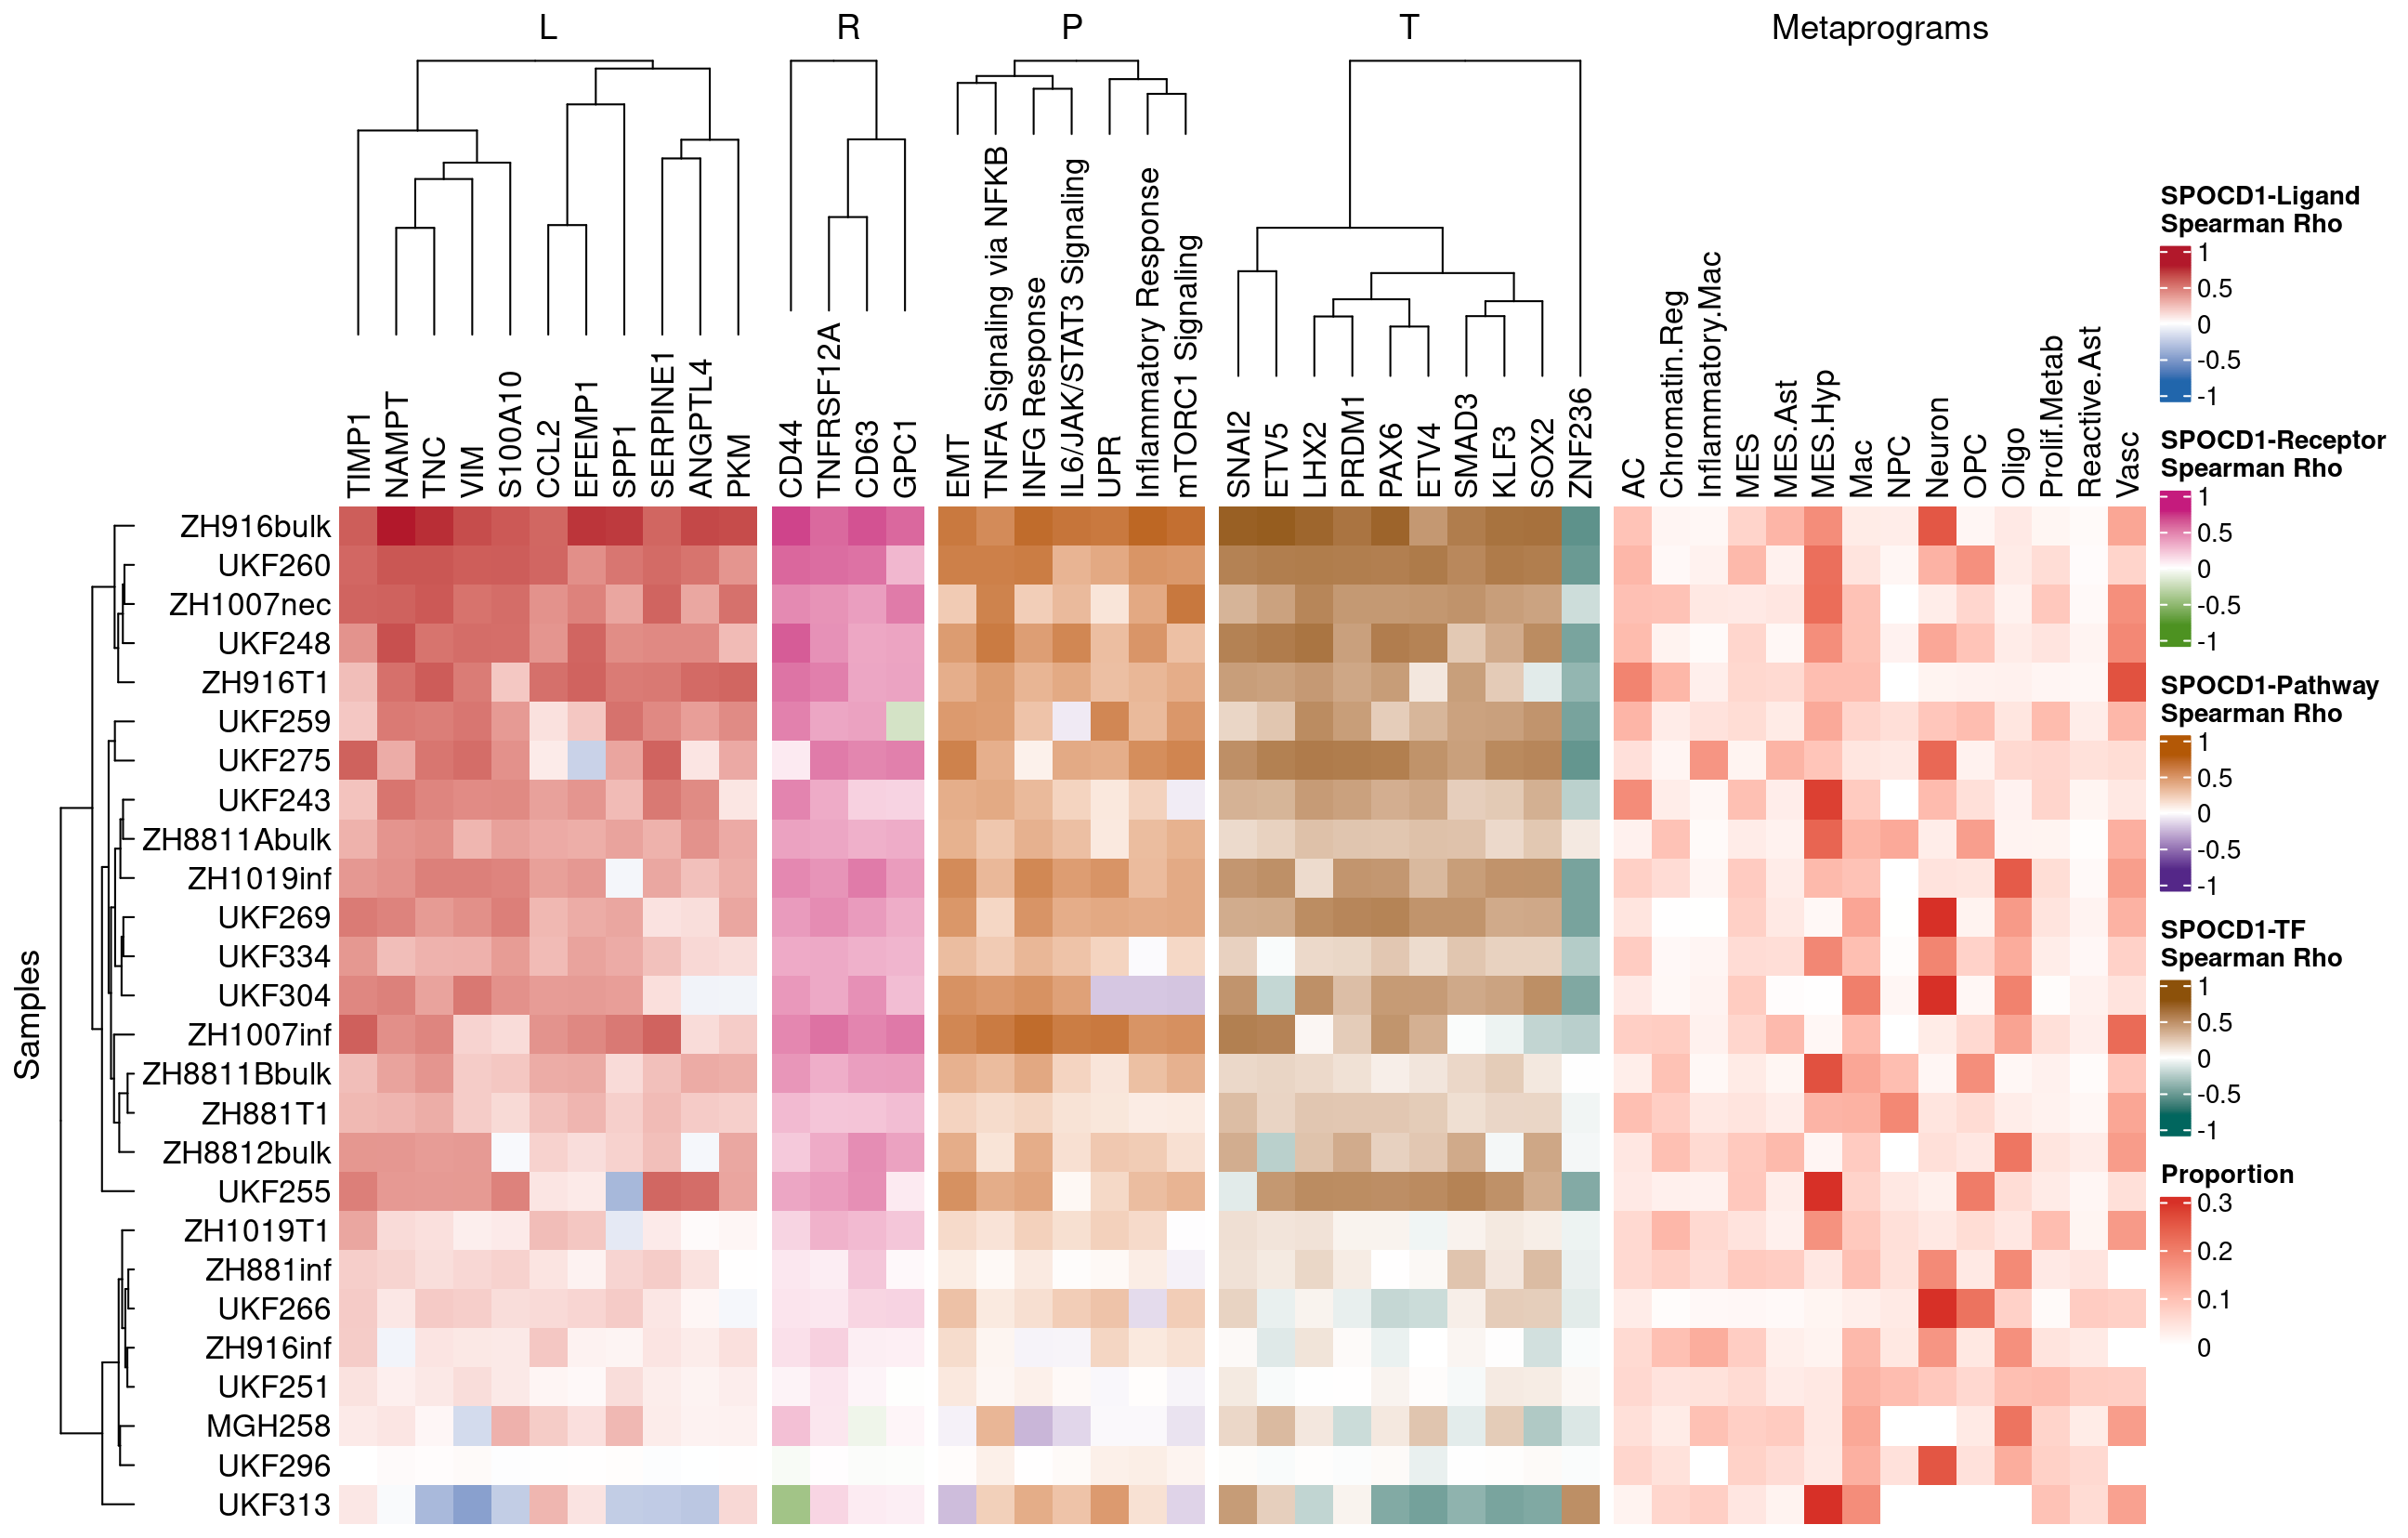 L
R
P
T
Metaprograms
TIMP1
NAMPT
TNC
VIM
S100A10
CCL2
EFEMP1
SPP1
SERPINE1
ANGPTL4
PKM
CD44
TNFRSF12A
CD63
GPC1
EMT
TNFA Signaling via NFKB
INFG Response
IL6/JAK/STAT3 Signaling
UPR
Inflammatory Response
mTORC1 Signaling
SNAI2
ETV5
LHX2
PRDM1
PAX6
ETV4
SMAD3
KLF3
SOX2
ZNF236
AC
Chromatin.Reg
Inflammatory.Mac
MES
MES.Ast
MES.Hyp
Mac
NPC
Neuron
OPC
Oligo
Prolif.Metab
Reactive.Ast
Vasc
Samples
ZH916bulk
UKF260
ZH1007nec
UKF248
ZH916T1
UKF259
UKF275
UKF243
ZH8811Abulk
ZH1019inf
UKF269
UKF334
UKF304
ZH1007inf
ZH8811Bbulk
ZH881T1
ZH8812bulk
UKF255
ZH1019T1
ZH881inf
UKF266
ZH916inf
UKF251
MGH258
UKF296
UKF313
SPOCD1-Ligand
Spearman Rho
1
0.5
0
-0.5
-1
SPOCD1-Receptor
Spearman Rho
1
0.5
0
-0.5
-1
SPOCD1-Pathway
Spearman Rho
1
0.5
0
-0.5
-1
SPOCD1-TF
Spearman Rho
1
0.5
0
-0.5
-1
Proportion
0.3
0.2
0.1
0